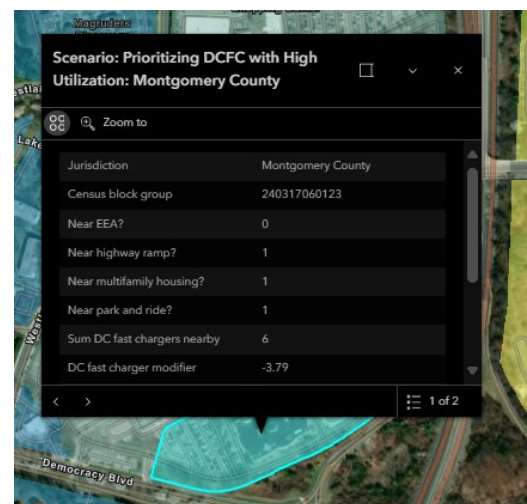 Magruders
Scenario: Prioritizing DCFC with High
Utilization: Montgomery County
Zoom to
Lake
Jurisdiction Montgomery County
Census block group 240317060123
Near EEA? 0
Near highway ramp? 1
Near multifamily housing? 1
Near park and ride? 1
Sum DC fast chargers nearby 6
DC fast charger modifier -3.79
1 of 2
Democracy Blvd